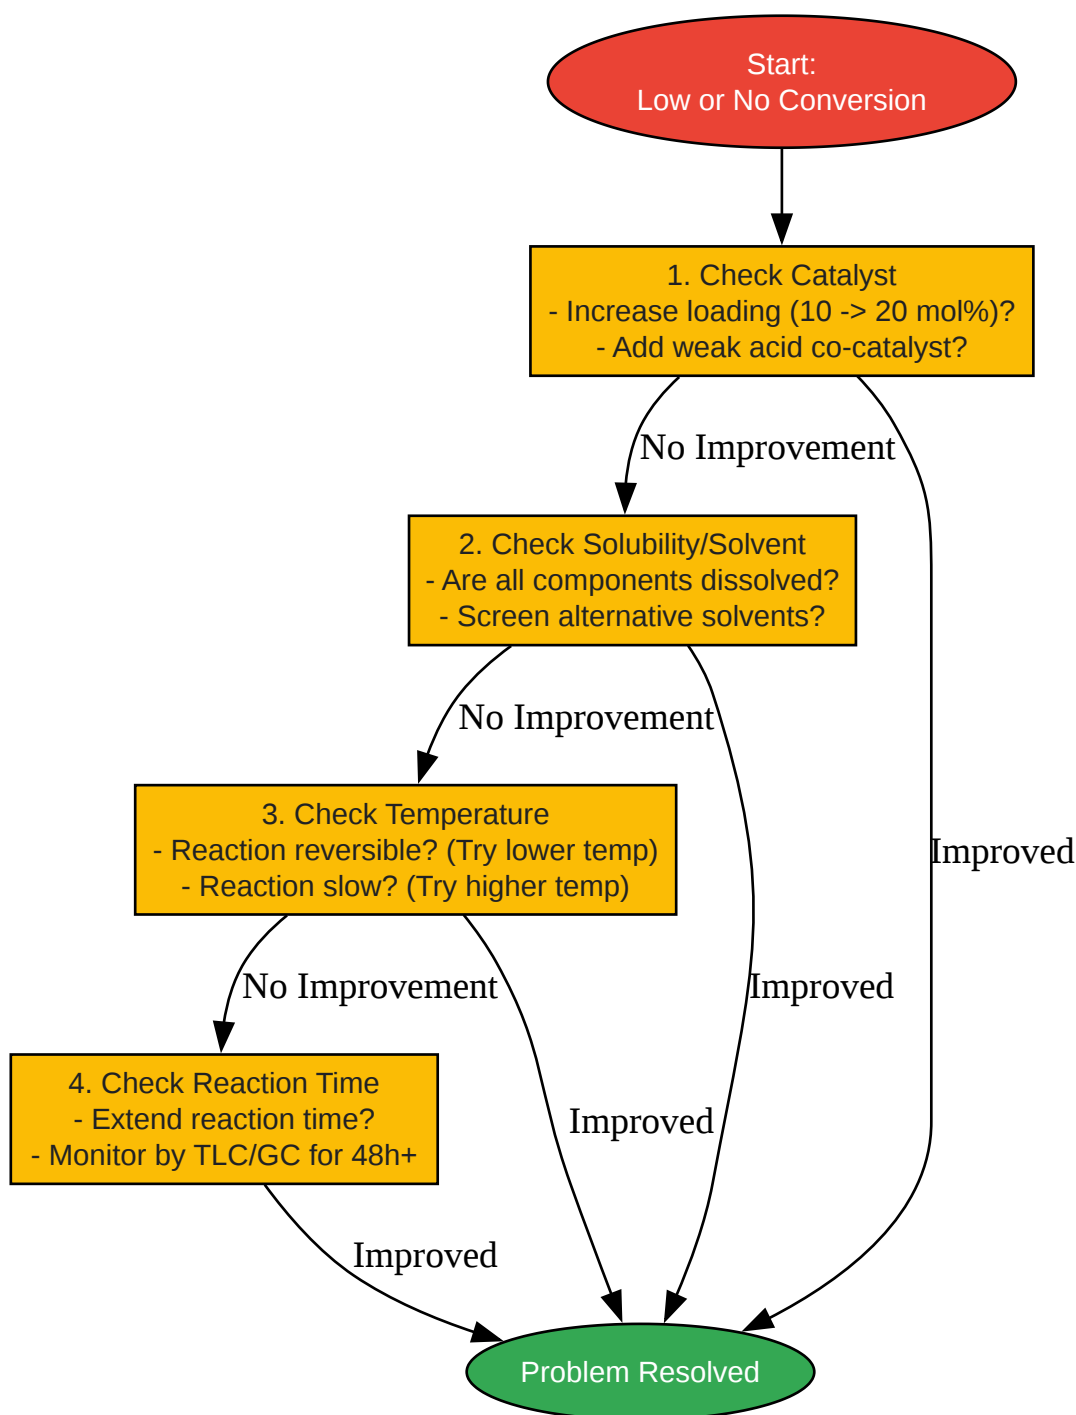 Start:
Low or No Conversion
1. Check Catalyst
- Increase loading (10 -> 20 mol%)?
- Add weak acid co-catalyst?
No Improvement
2. Check Solubility/Solvent
- Are all components dissolved?
- Screen alternative solvents?
No Improvement
3. Check Temperature
- Reaction reversible? (Try lower temp)
- Reaction slow? (Try higher temp)
Improved
No Improvement
Improved
4. Check Reaction Time
- Extend reaction time?
- Monitor by TLC/GC for 48h+
Improved
Improved
Problem Resolved